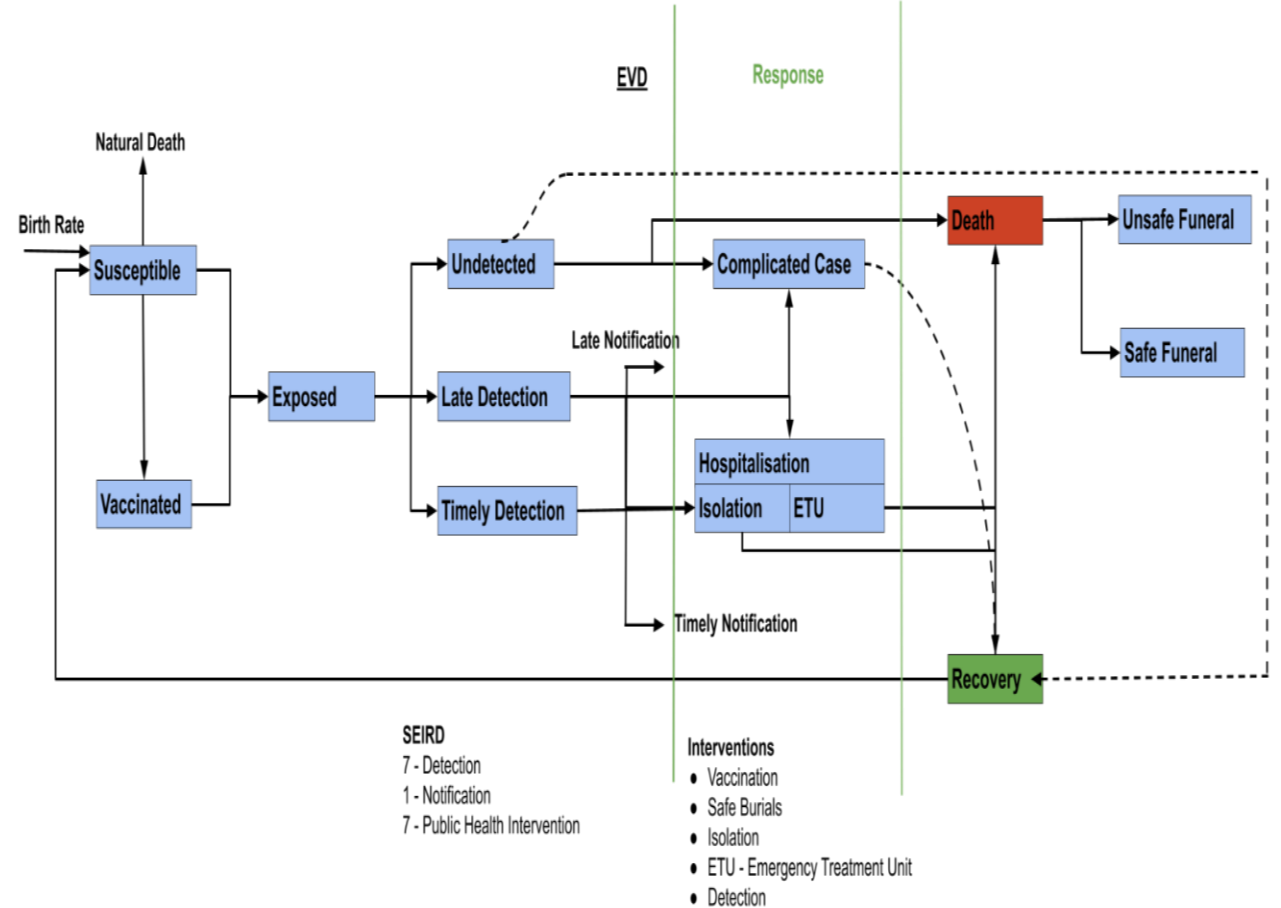 EVD
Response
Natural Death
Birth Rate
Susceptible
Undetected
Complicated Case
Death
Unsafe Funeral
Late Notification
Safe Funeral
Exposed
Late Detection
Hospitalisation
Vaccinated
Timely Detection
Isolation
ETU
Timely Notification
Recovery
SEIRD
7 - Detection
1 - Notification
7 - Public Health Intervention
Interventions
● Vaccination
● Safe Burials
● Isolation
● ETU - Emergency Treatment Unit
● Detection